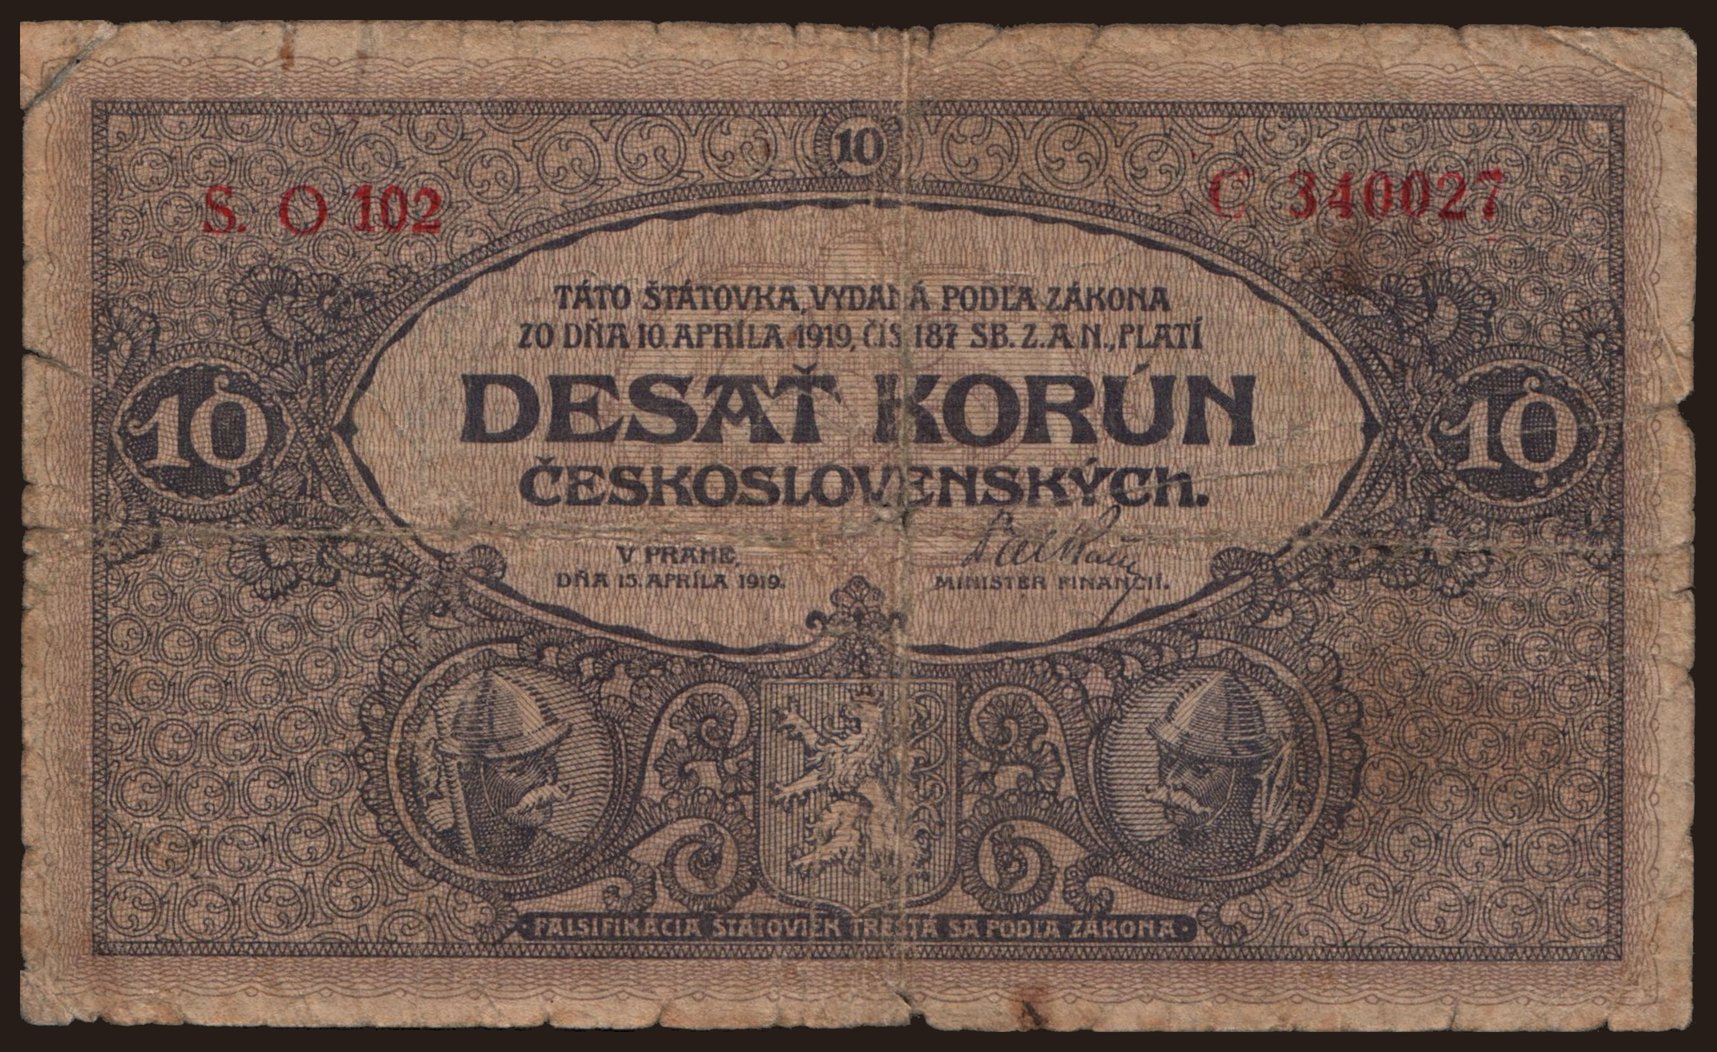 10
S. O 102
C 340027
TÁTO ŠTÁTOVKA, VYDANÁ PODĽA ZÁKONA
ZO DŇA 10. APRÍLA 1919, ČÍS 187 SB. Z. A N., PLATÍ
DESAŤ KORÚN
ČESKOSLOVENSKÝCh.
10
10
V PRAHE,
DŇA 15. APRÍLA 1919.
MINISTER FINANCIÍ.
FALSIFIKÁCIA ŠTÁTOVIEK TRESTÁ SA PODĽA ZÁKONA